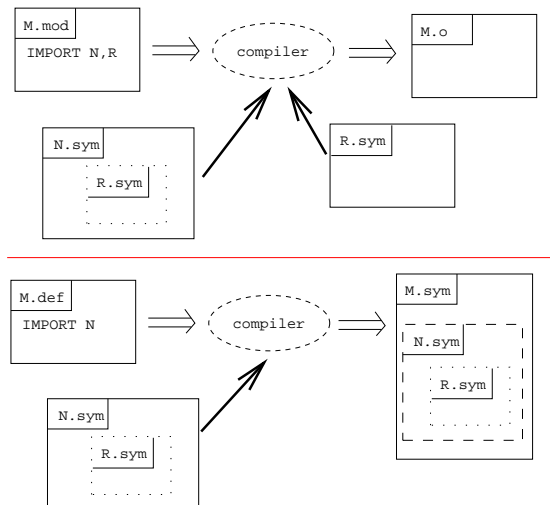 M.mod
IMPORT N,R
compiler
M.o
N.sym
R.sym
R.sym
M.def
IMPORT N
compiler
M.sym
N.sym
R.sym
N.sym
R.sym